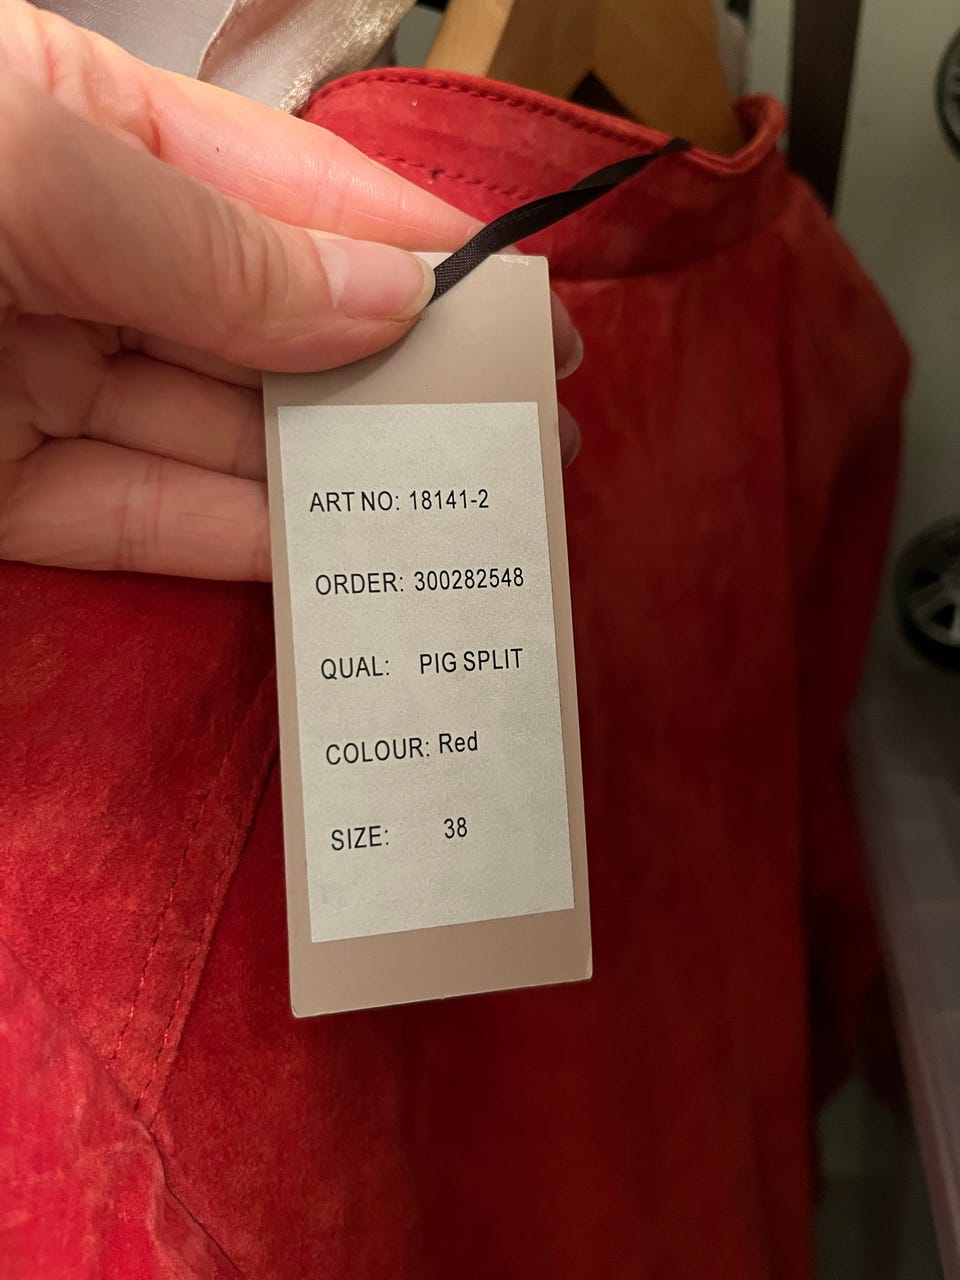 ART NO: 18141-2
ORDER: 300282548
QUAL: PIG SPLIT
COLOUR: Red
SIZE: 38